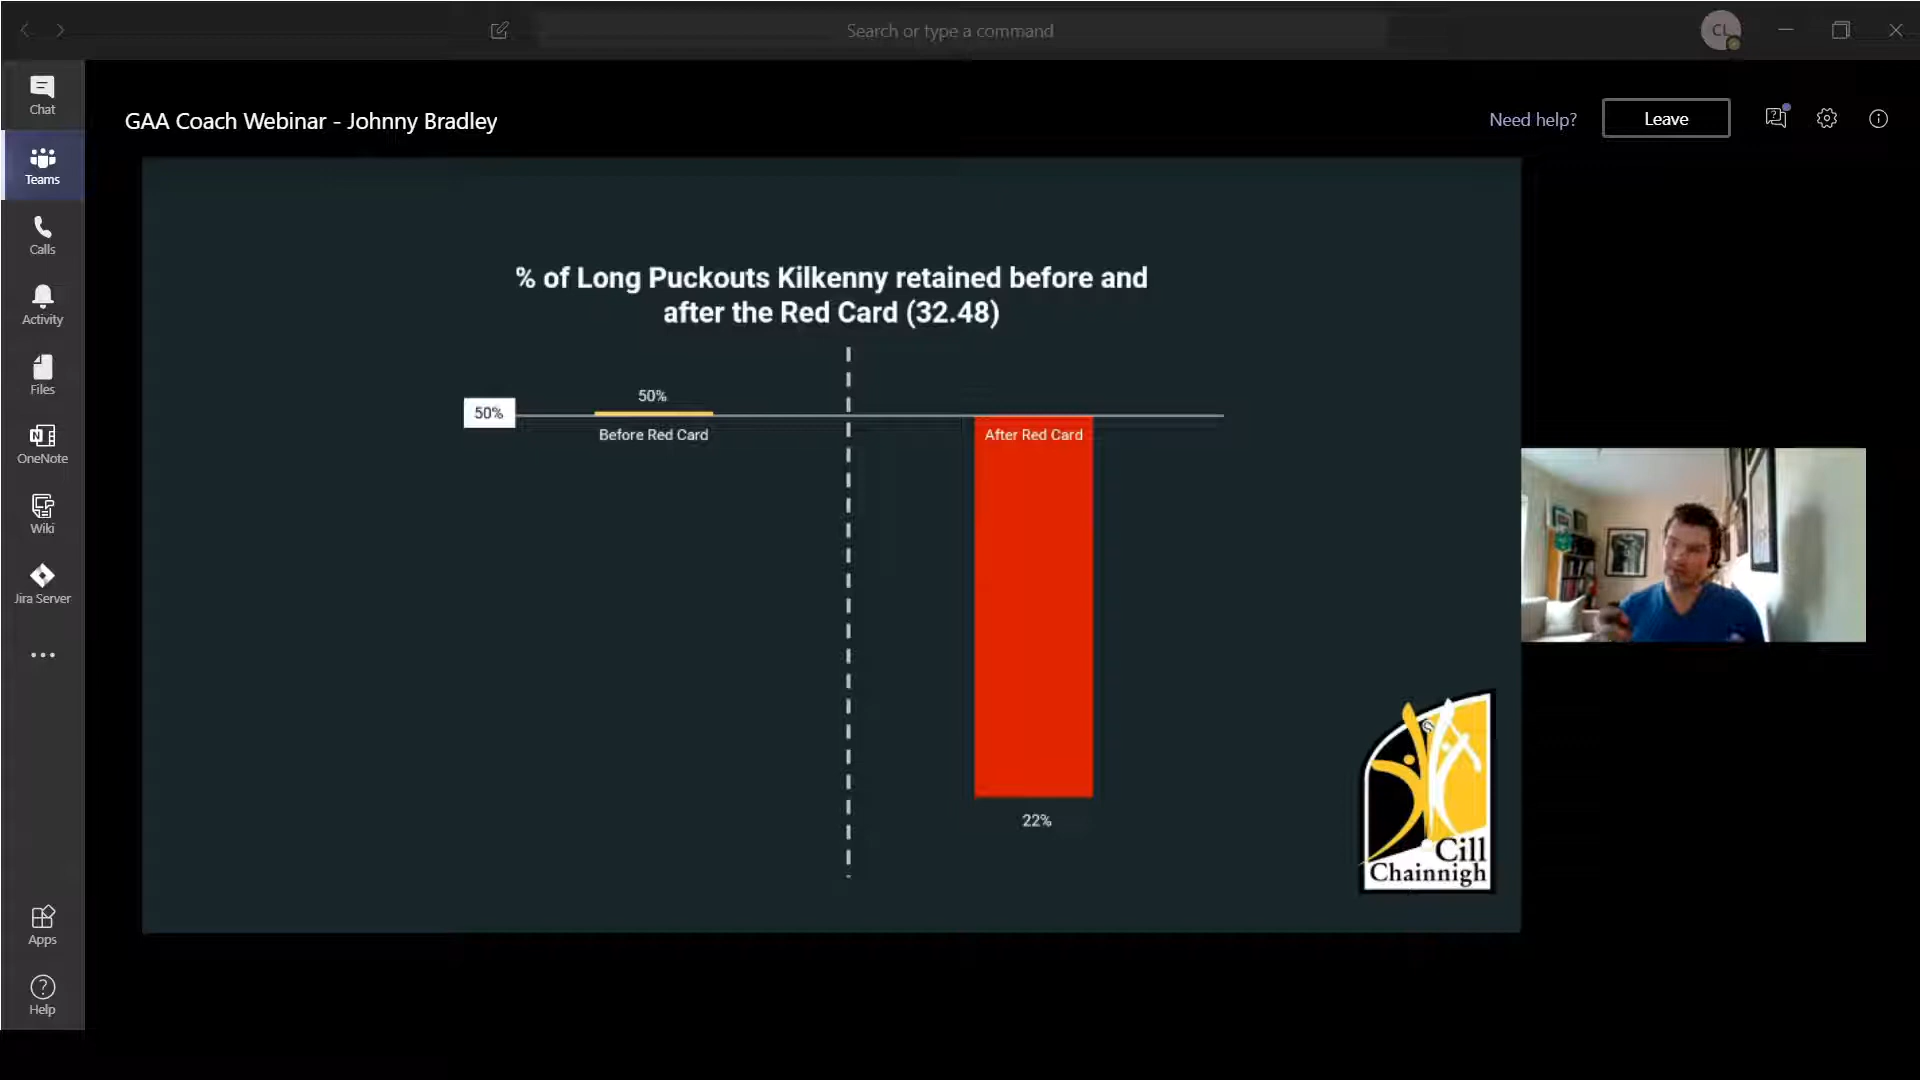 Search or type a command
CL
Chat
Teams
Calls
Activity
Files
OneNote
Wiki
Jira Server
Apps
Help
GAA Coach Webinar - Johnny Bradley
Need help?
Leave
% of Long Puckouts Kilkenny retained before and
after the Red Card (32.48)
50%
50%
Before Red Card
After Red Card
22%
Cill
Chainnigh